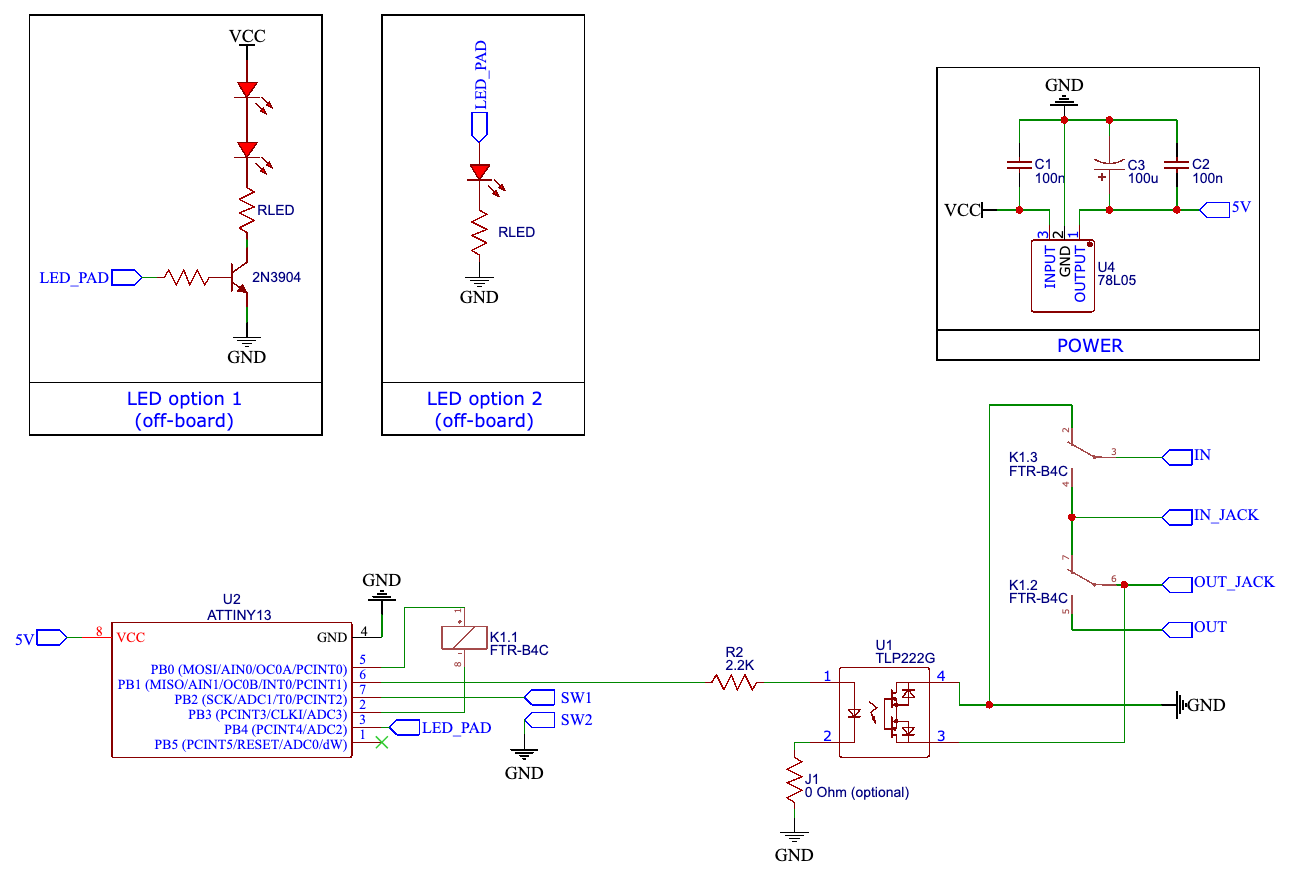 VCC
RLED
LED_PAD
2N3904
GND
LED option 1
(off-board)
LED_PAD
RLED
GND
LED option 2
(off-board)
GND
C1
100n
C3
100u
C2
100n
+
VCC
5V
3
2
1
INPUT
GND
OUTPUT
U4
78L05
POWER
2
K1.3
FTR-B4C
3
IN
4
IN_JACK
7
K1.2
FTR-B4C
6
OUT_JACK
5
OUT
GND
U2
ATTINY13
5V
8
VCC
GND
4
PB0 (MOSI/AIN0/OC0A/PCINT0)
5
PB1 (MISO/AIN1/OC0B/INT0/PCINT1)
6
PB2 (SCK/ADC1/T0/PCINT2)
7
PB3 (PCINT3/CLKI/ADC3)
2
PB4 (PCINT4/ADC2)
3
PB5 (PCINT5/RESET/ADC0/dW)
1
1
+
K1.1
FTR-B4C
-
8
SW1
SW2
LED_PAD
GND
R2
2.2K
U1
TLP222G
1
4
2
3
GND
J1
0 Ohm (optional)
GND